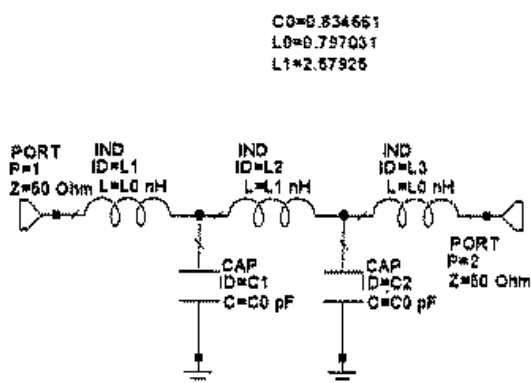 C0=0.834661
L0=0.797031
L1=2.67926
PORT
P=1
Z=50 Ohm
IND
ID=L1
L=L0 nH
IND
ID=L2
L=L1 nH
IND
ID=L3
L=L0 nH
PORT
P=2
Z=50 Ohm
CAP
ID=C1
C=C0 pF
CAP
ID=C2
C=C0 pF